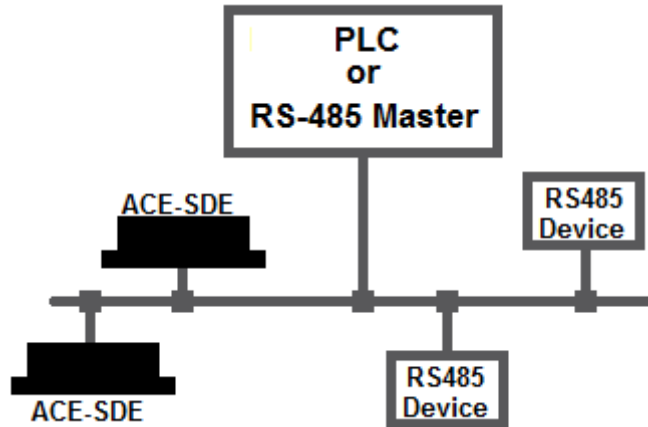 PLC
or
RS-485 Master
ACE-SDE
RS485
Device
ACE-SDE
RS485
Device